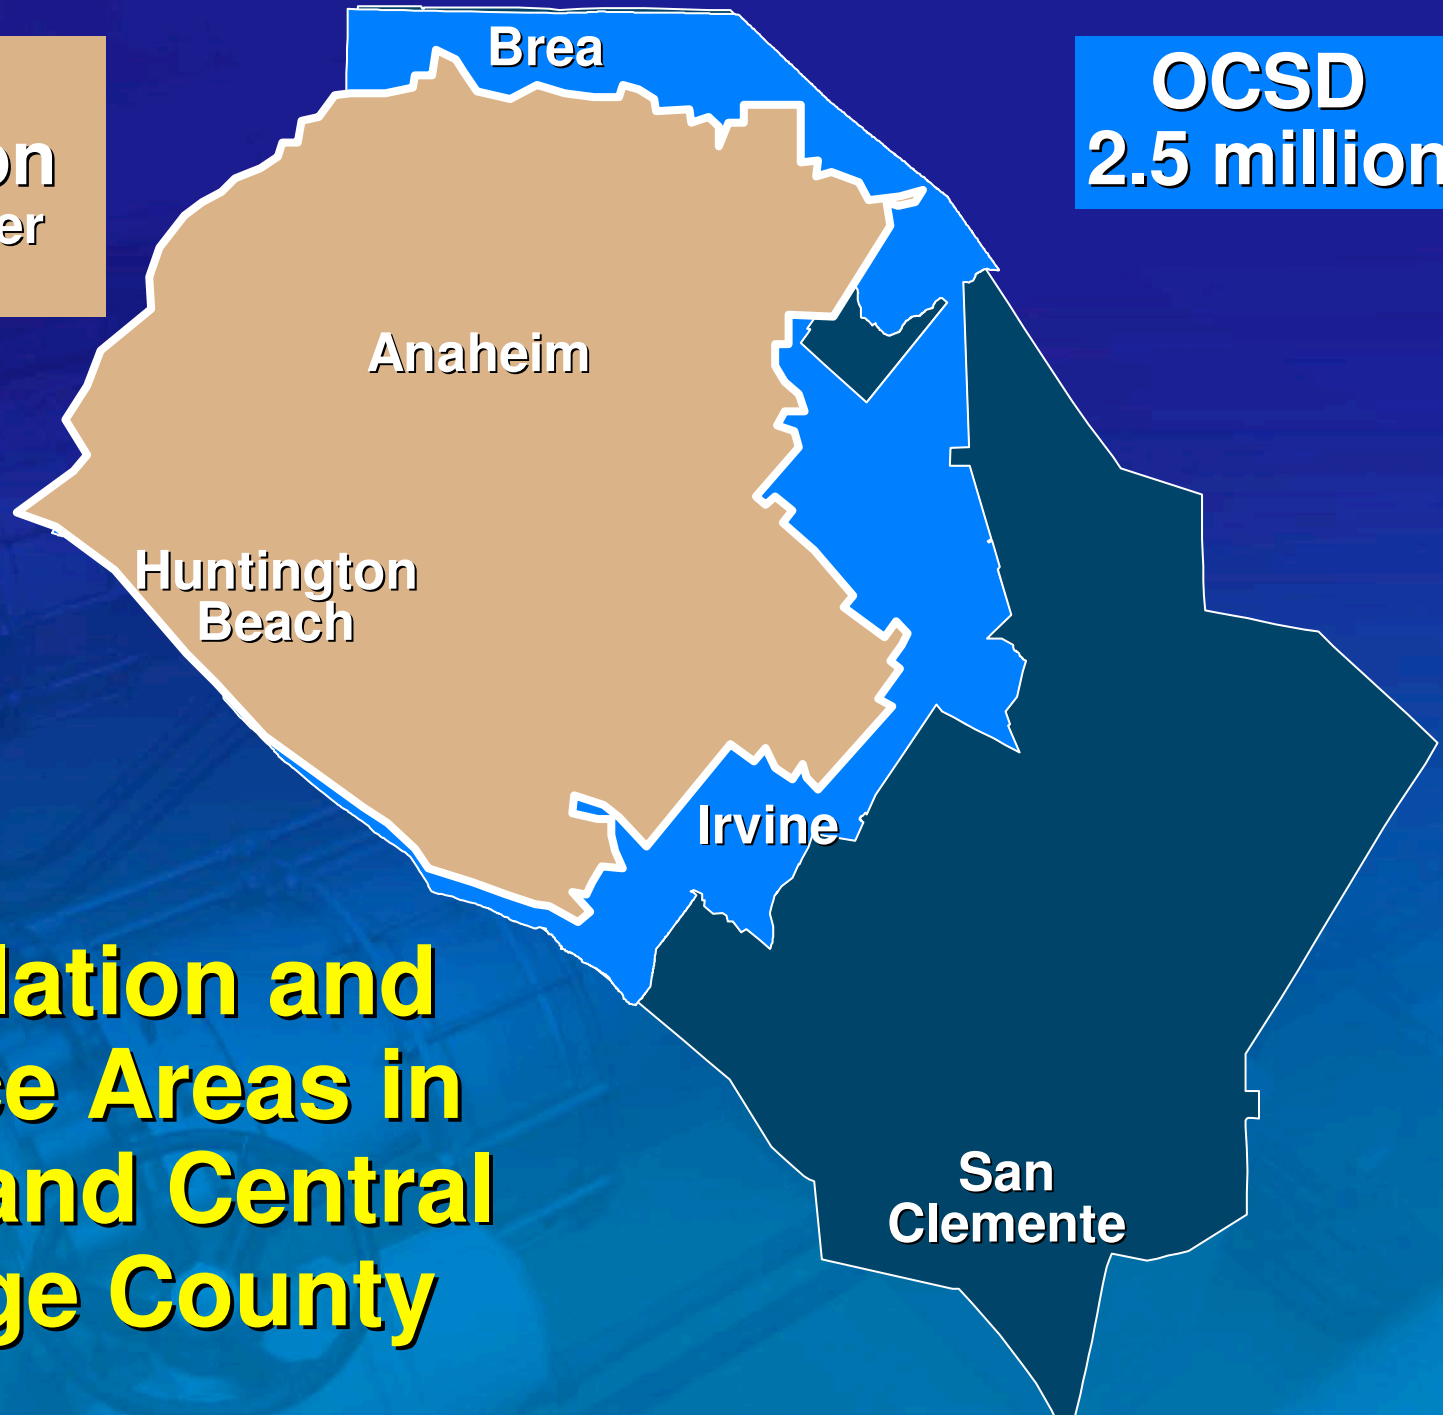 Brea
OCSD
2.5 million
on
er
Anaheim
Huntington
Beach
Irvine
lation and
ce Areas in
and Central
ge County
San
Clemente